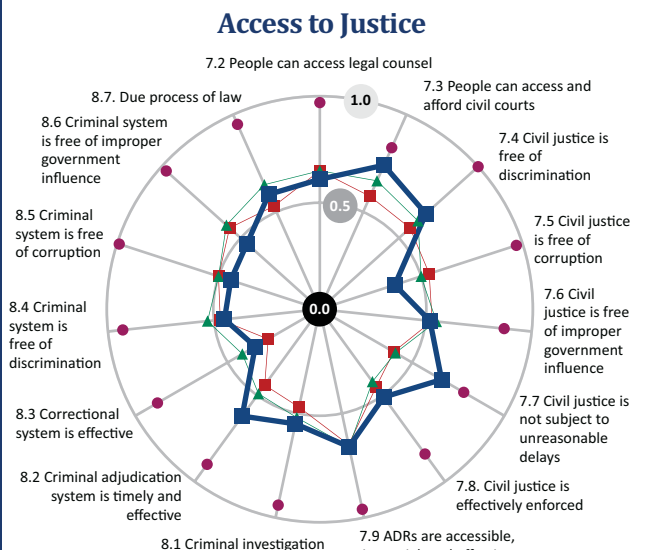 Access to Justice
7.2 People can access legal counsel
7.3 People can access and
afford civil courts
7.4 Civil justice is
free of
discrimination
7.5 Civil justice
is free of
corruption
7.6 Civil
justice is free
of improper
government
influence
7.7 Civil justice is
not subject to
unreasonable
delays
7.8. Civil justice is
effectively enforced
7.9 ADRs are accessible,
8.1 Criminal investigation
8.2 Criminal adjudication
system is timely and
effective
8.3 Correctional
system is effective
8.4 Criminal
system is
free of
discrimination
8.5 Criminal
system is free
of corruption
8.6 Criminal system
is free of improper
government
influence
8.7. Due process of law
1.0
0.5
0.0